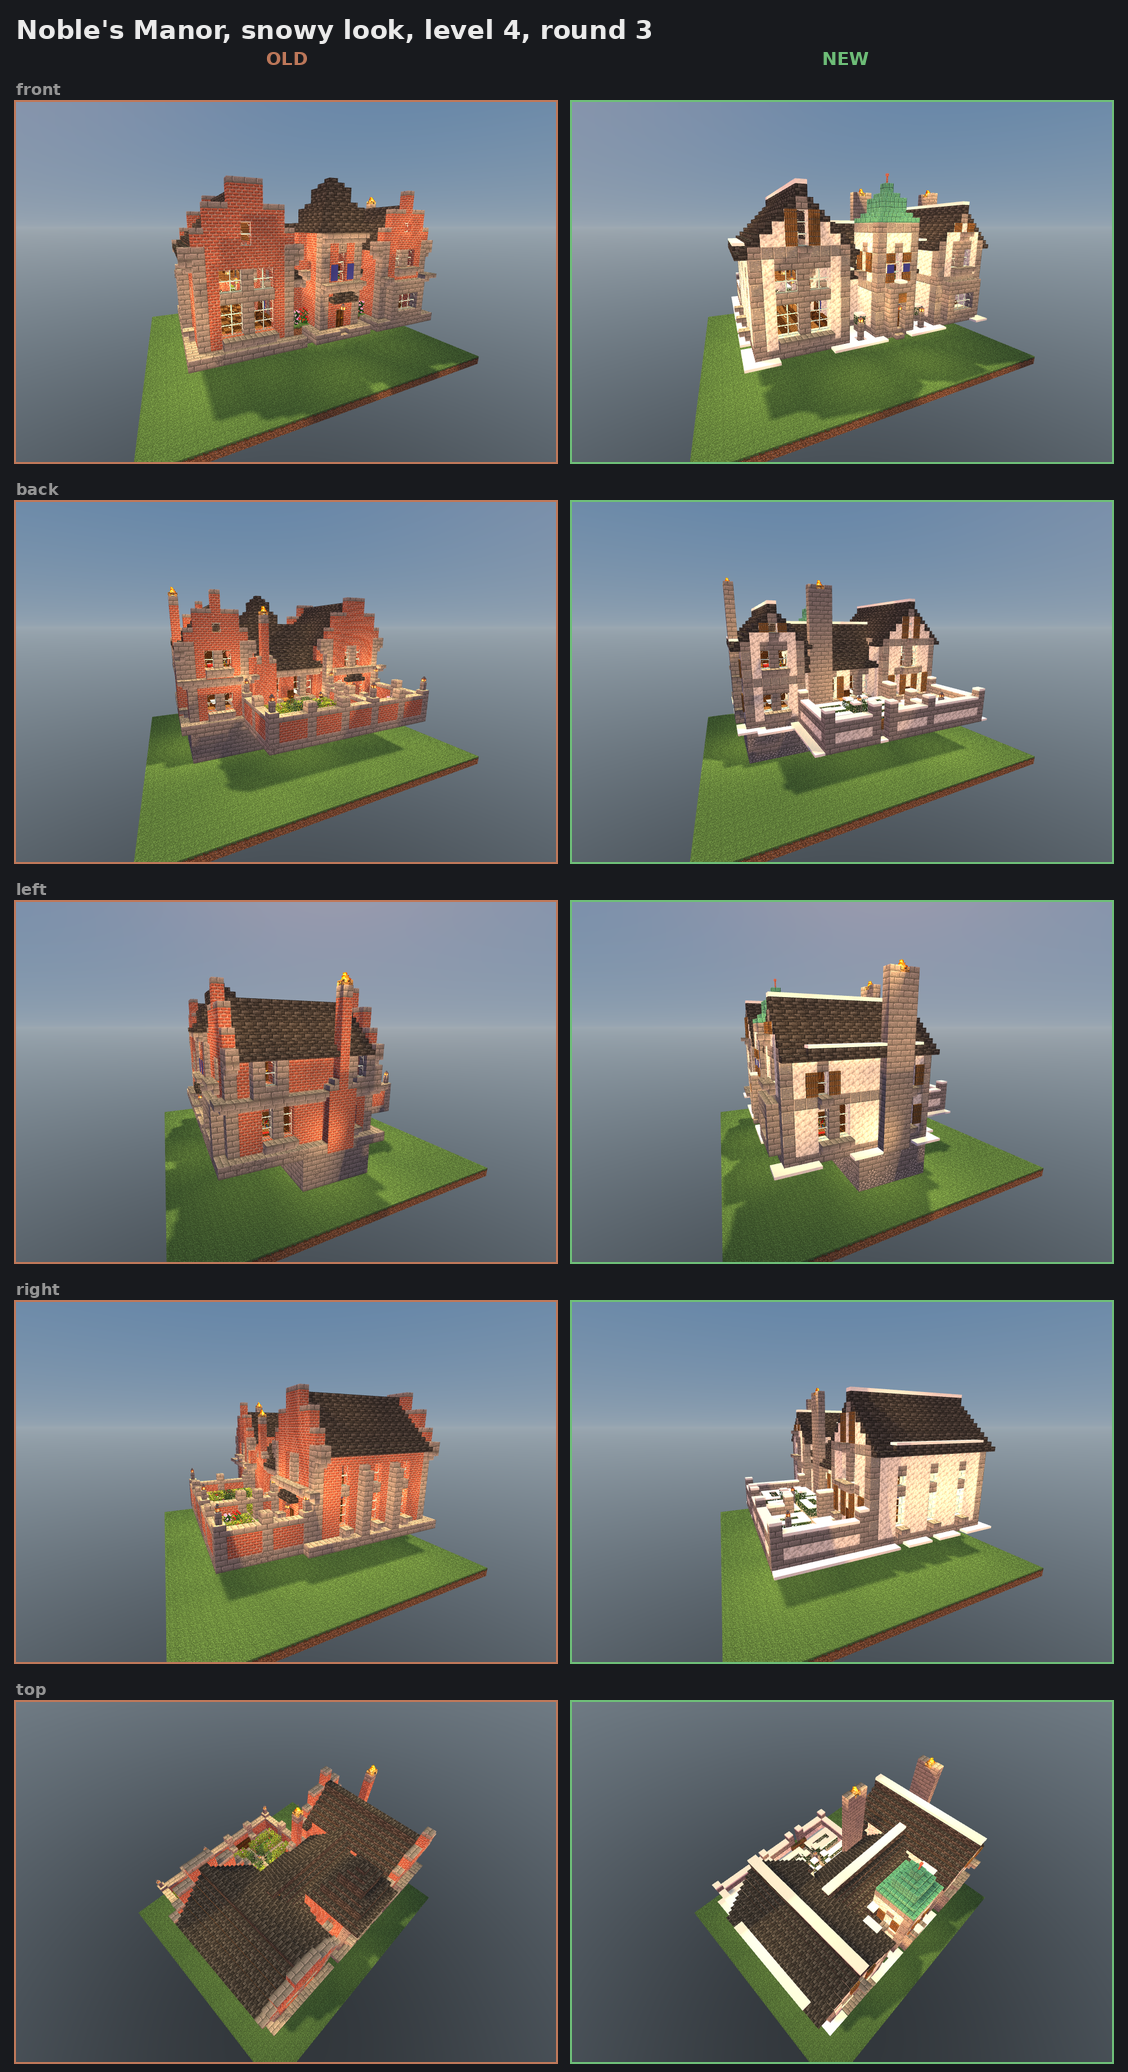 Noble's Manor, snowy look, level 4, round 3
OLD
NEW
front
back
left
right
top